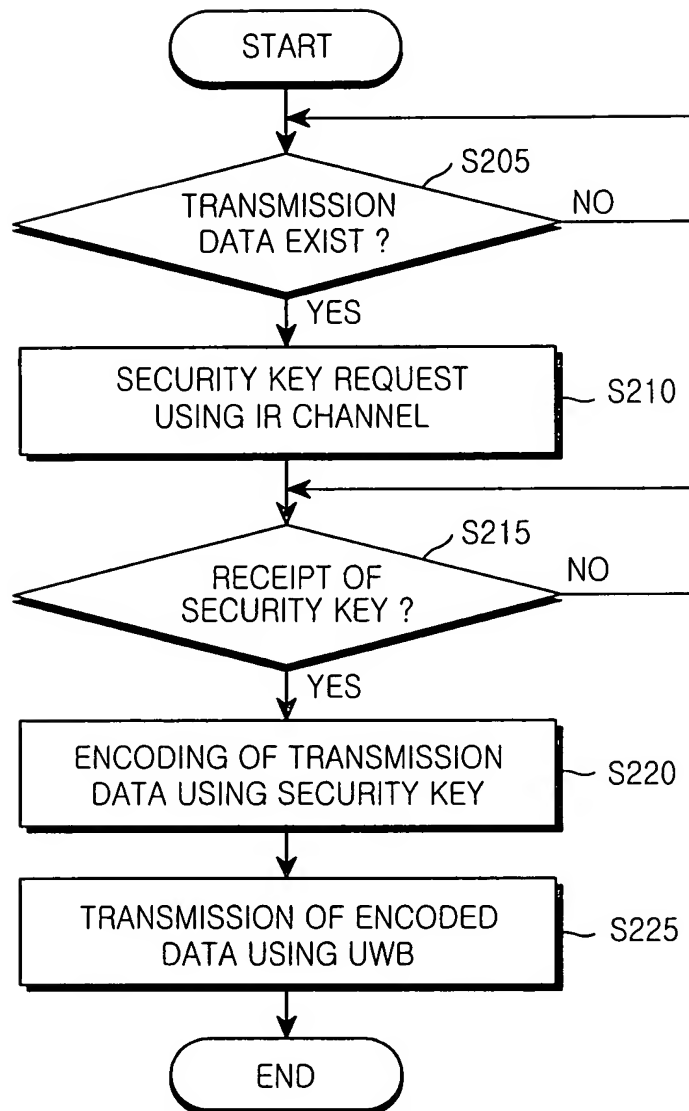 START
S205
TRANSMISSION
DATA EXIST ?
NO
YES
SECURITY KEY REQUEST
USING IR CHANNEL
S210
S215
RECEIPT OF
SECURITY KEY ?
NO
YES
ENCODING OF TRANSMISSION
DATA USING SECURITY KEY
S220
TRANSMISSION OF ENCODED
DATA USING UWB
S225
END